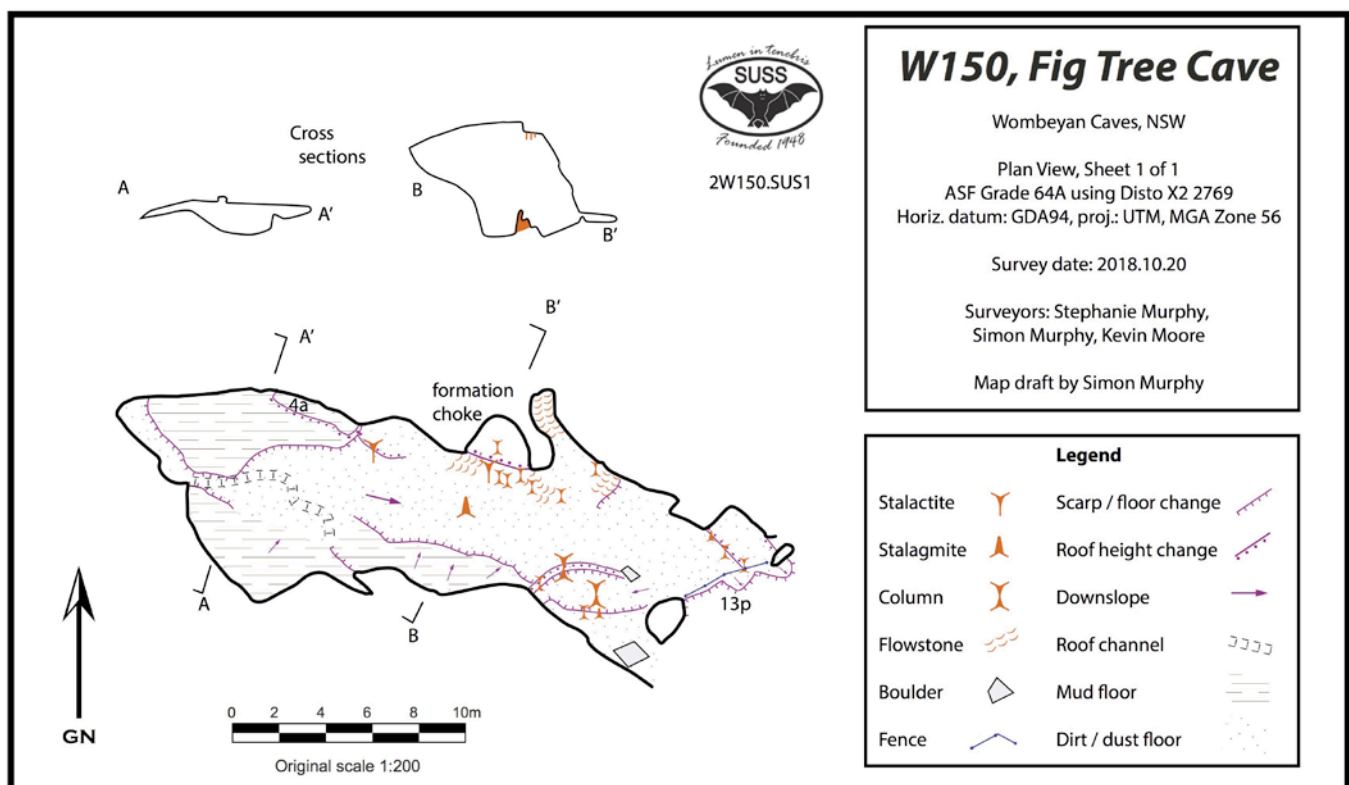 Lumen in tenebris
SUSS
Founded 1948
2W150.SUS1
W150, Fig Tree Cave
Wombeyan Caves, NSW
Plan View, Sheet 1 of 1
ASF Grade 64A using Disto X2 2769
Horiz. datum: GDA94, proj.: UTM, MGA Zone 56
Survey date: 2018.10.20
Surveyors: Stephanie Murphy,
Simon Murphy, Kevin Moore
Map draft by Simon Murphy
Cross
sections
A
A'
B
B'
A'
B'
4a
formation
choke
A
B
13p
GN
0 2 4 6 8 10m
Original scale 1:200
Legend
Stalactite
Scarp / floor change
Stalagmite
Roof height change
Column
Downslope
Flowstone
Roof channel
Boulder
Mud floor
Fence
Dirt / dust floor